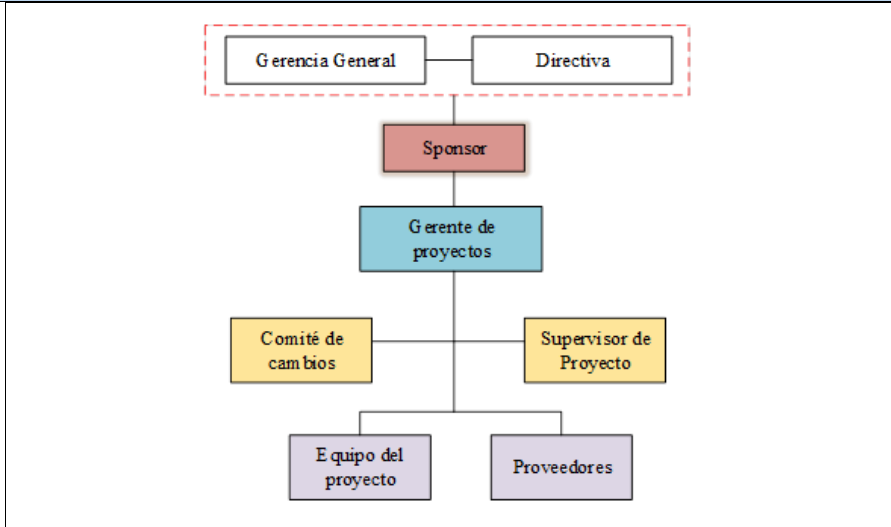 Gerencia General
Directiva
Sponsor
Gerente de
proyectos
Comité de
cambios
Supervisor de
Proyecto
Equipo del
proyecto
Proveedores